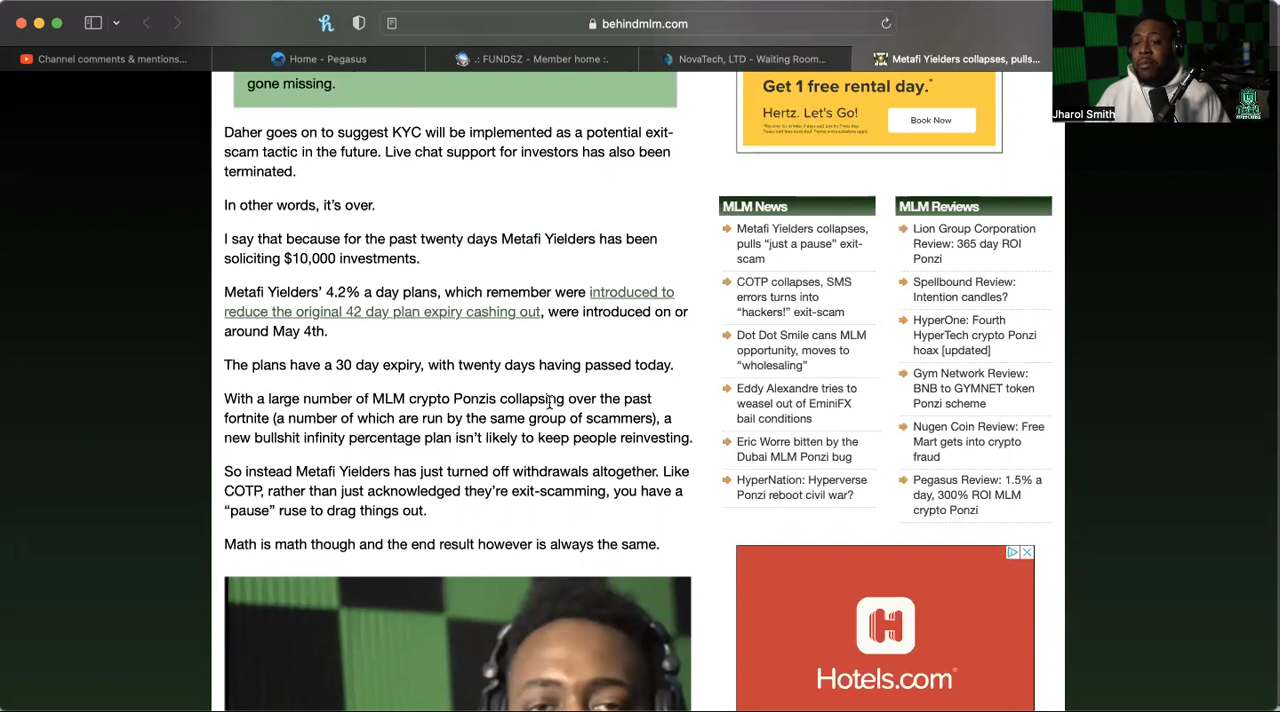 behindmlm.com
Channel comments & mentions...
Home - Pegasus
.: FUNDSZ - Member home :.
NovaTech, LTD - Waiting Room...
Metafi Yielders collapses, pulls...
Jharol Smith
gone missing.
Daher goes on to suggest KYC will be implemented as a potential exit-
scam tactic in the future. Live chat support for investors has also been
terminated.
In other words, it's over.
I say that because for the past twenty days Metafi Yielders has been
soliciting $10,000 investments.
Metafi Yielders' 4.2% a day plans, which remember were introduced to
reduce the original 42 day plan expiry cashing out, were introduced on or
around May 4th.
The plans have a 30 day expiry, with twenty days having passed today.
With a large number of MLM crypto Ponzis collapsing over the past
fortnite (a number of which are run by the same group of scammers), a
new bullshit infinity percentage plan isn't likely to keep people reinvesting.
So instead Metafi Yielders has just turned off withdrawals altogether. Like
COTP, rather than just acknowledged they're exit-scamming, you have a
"pause" ruse to drag things out.
Math is math though and the end result however is always the same.
Get 1 free rental day.*
Hertz. Let's Go!
Book Now
MLM News
Metafi Yielders collapses,
pulls "just a pause" exit-
scam
COTP collapses, SMS
errors turns into
"hackers!" exit-scam
Dot Dot Smile cans MLM
opportunity, moves to
"wholesaling"
Eddy Alexandre tries to
weasel out of EminiFX
bail conditions
Eric Worre bitten by the
Dubai MLM Ponzi bug
HyperNation: Hyperverse
Ponzi reboot civil war?
MLM Reviews
Lion Group Corporation
Review: 365 day ROI
Ponzi
Spellbound Review:
Intention candles?
HyperOne: Fourth
HyperTech crypto Ponzi
hoax [updated]
Gym Network Review:
BNB to GYMNET token
Ponzi scheme
Nugen Coin Review: Free
Mart gets into crypto
fraud
Pegasus Review: 1.5% a
day, 300% ROI MLM
crypto Ponzi
Hotels.com